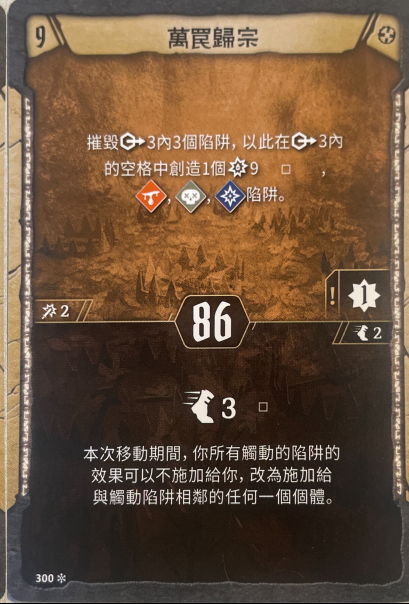 9 萬罠歸宗
摧毀 3內3個陷阱，以此在 3內
的空格中創造1個 9 □ ，
， ， 陷阱。
! 1
2
86
2
3 □
本次移動期間，你所有觸動的陷阱的
效果可以不施加給你，改為施加給
與觸動陷阱相鄰的任何一個個體。
300